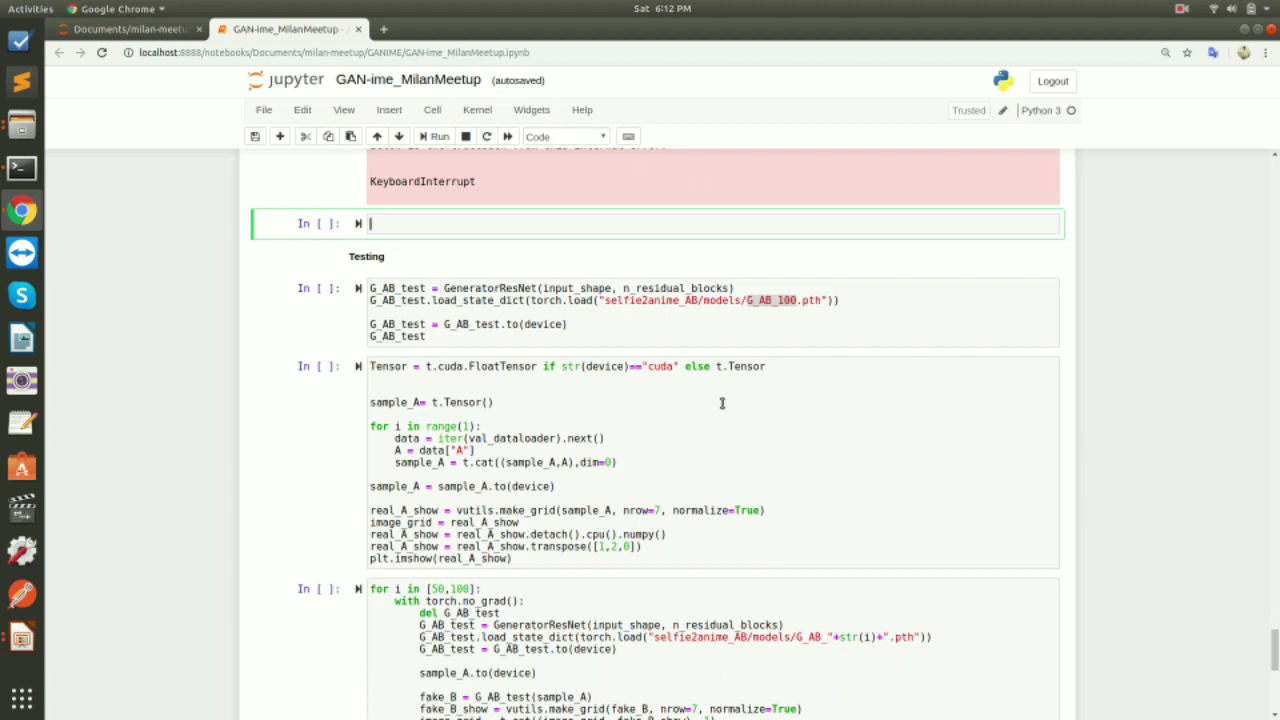 Activities
Google Chrome
Sat 6:12 PM
Documents/milan-meetu
GAN-ime_MilanMeetup -
localhost:8888/notebooks/Documents/milan-meetup/GANIME/GAN-ime_MilanMeetup.ipynb
jupyter
GAN-ime_MilanMeetup (autosaved)
Logout
File Edit View Insert Cell Kernel Widgets Help
Trusted
Python 3
Run
Code
KeyboardInterrupt
In [ ]:
Testing
In [ ]:
G_AB_test = GeneratorResNet(input_shape, n_residual_blocks)
G_AB_test.load_state_dict(torch.load("selfie2anime_AB/models/G_AB_100.pth"))
G_AB_test = G_AB_test.to(device)
G_AB_test
In [ ]:
Tensor = t.cuda.FloatTensor if str(device)=="cuda" else t.Tensor
sample_A= t.Tensor()
for i in range(1):
data = iter(val_dataloader).next()
A = data["A"]
sample_A = t.cat((sample_A,A),dim=0)
sample_A = sample_A.to(device)
real_A_show = vutils.make_grid(sample_A, nrow=7, normalize=True)
image_grid = real_A_show
real_A_show = real_A_show.detach().cpu().numpy()
real_A_show = real_A_show.transpose([1,2,0])
plt.imshow(real_A_show)
In [ ]:
for i in [50,100]:
with torch.no_grad():
del G_AB_test
G_AB_test = GeneratorResNet(input_shape, n_residual_blocks)
G_AB_test.load_state_dict(torch.load("selfie2anime_AB/models/G_AB_"+str(i)+".pth"))
G_AB_test = G_AB_test.to(device)
sample_A.to(device)
fake_B = G_AB_test(sample_A)
fake_B_show = vutils.make_grid(fake_B, nrow=7, normalize=True)